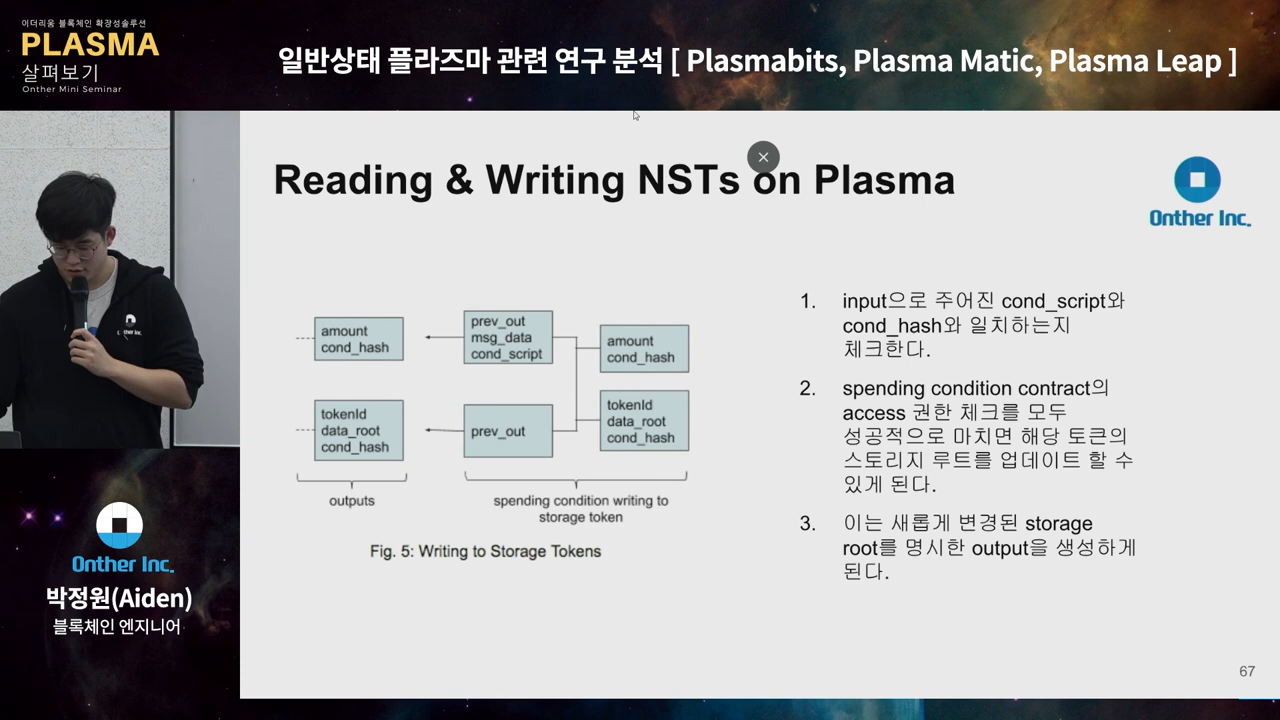 이더리움 블록체인 확장성솔루션
PLASMA
살펴보기
Onther Mini Seminar
일반상태 플라즈마 관련 연구 분석 [ Plasmabits, Plasma Matic, Plasma Leap ]
Reading & Writing NSTs on Plasma
Onther Inc.
amount
cond_hash
prev_out
msg_data
cond_script
amount
cond_hash
tokenId
data_root
cond_hash
prev_out
tokenId
data_root
cond_hash
outputs
spending condition writing to
storage token
Fig. 5: Writing to Storage Tokens
1. input으로 주어진 cond_script와
cond_hash와 일치하는지
체크한다.
2. spending condition contract의
access 권한 체크를 모두
성공적으로 마치면 해당 토큰의
스토리지 루트를 업데이트 할 수
있게 된다.
3. 이는 새롭게 변경된 storage
root를 명시한 output을 생성하게
된다.
67
Onther Inc.
박정원(Aiden)
블록체인 엔지니어